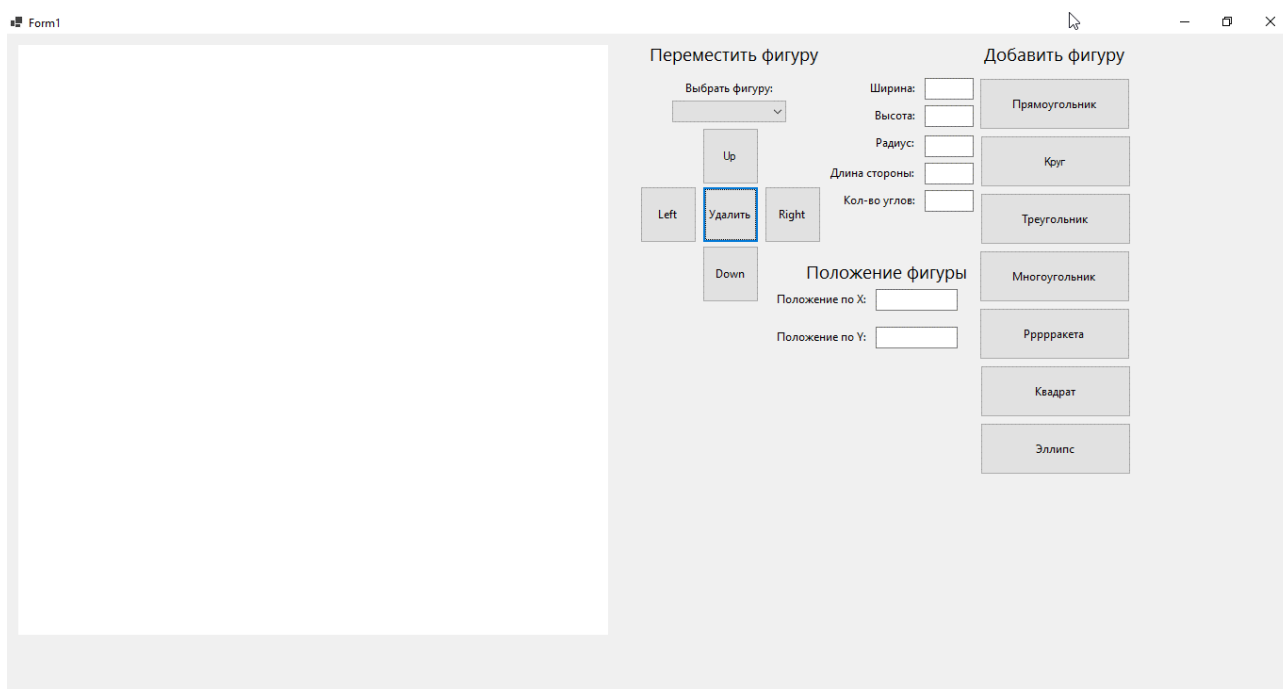 Form1
Переместить фигуру
Добавить фигуру
Выбрать фигуру:
Ширина:
Высота:
Радиус:
Длина стороны:
Кол-во углов:
Up
Left
Удалить
Right
Down
Положение фигуры
Положение по X:
Положение по Y:
Прямоугольник
Круг
Треугольник
Многоугольник
Рррррракета
Квадрат
Эллипс